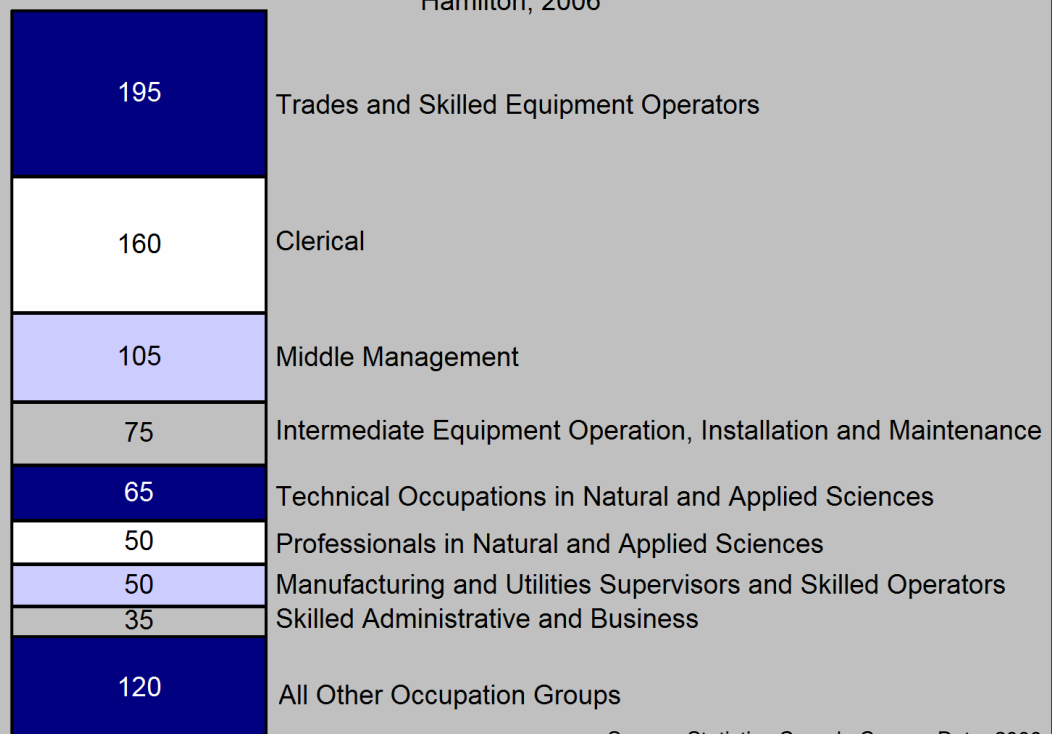 Hamilton, 2006
195
Trades and Skilled Equipment Operators
160
Clerical
105
Middle Management
75
Intermediate Equipment Operation, Installation and Maintenance
65
Technical Occupations in Natural and Applied Sciences
50
Professionals in Natural and Applied Sciences
50
Manufacturing and Utilities Supervisors and Skilled Operators
35
Skilled Administrative and Business
120
All Other Occupation Groups